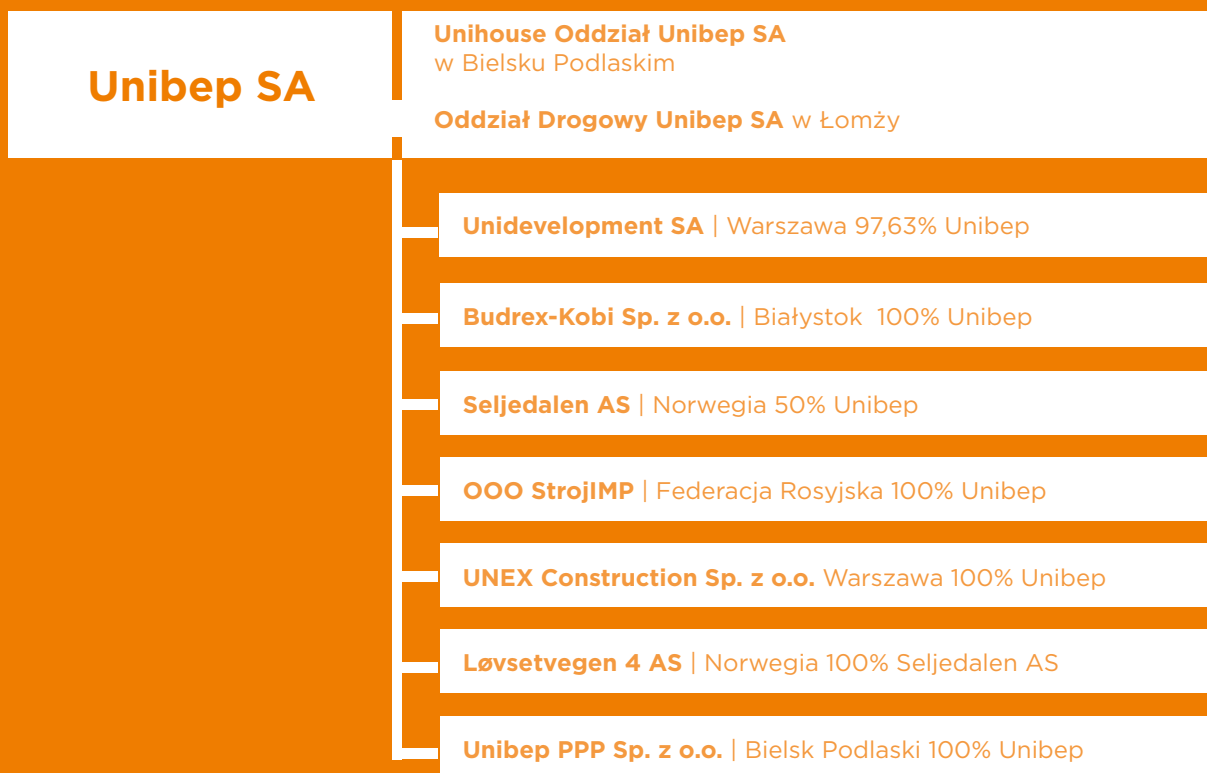 Unibep SA
Unihouse Oddział Unibep SA
w Bielsku Podlaskim
Oddział Drogowy Unibep SA w Łomży
Unidevelopment SA | Warszawa 97,63% Unibep
Budrex-Kobi Sp. z o.o. | Białystok 100% Unibep
Seljedalen AS | Norwegia 50% Unibep
OOO StrojIMP | Federacja Rosyjska 100% Unibep
UNEX Construction Sp. z o.o. Warszawa 100% Unibep
Løvsetvegen 4 AS | Norwegia 100% Seljedalen AS
Unibep PPP Sp. z o.o. | Bielsk Podlaski 100% Unibep